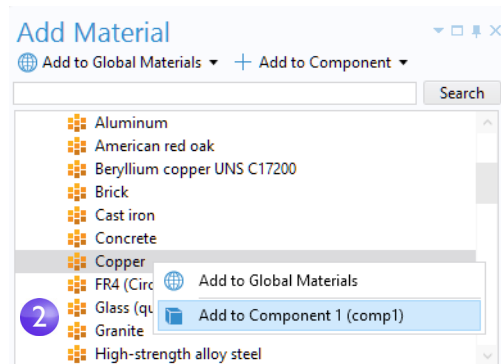 Add Material
Add to Global Materials Add to Component
Search
Aluminum
American red oak
Beryllium copper UNS C17200
Brick
Cast iron
Concrete
Copper
FR4 (Circ
Add to Global Materials
Glass (qu
Add to Component 1 (comp1)
2
Granite
High-strength alloy steel